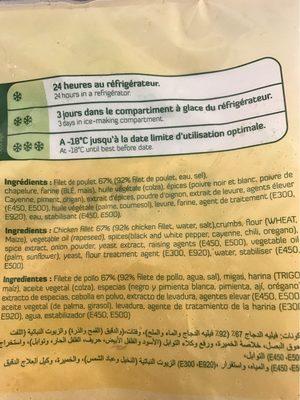 24 heures au réfrigérateur.
24 hours in a refrigerator.
3 jours dans le compartiment à glace du réfrigérateur.
3 days in ice-making compartment.
A -18°C jusqu'à la date limite d'utilisation optimale.
At -18°C until best before date.
Ingrédients : Filet de poulet 67% (92% filet de poulet, eau, sel),
chapelure, farine (BLÉ, maïs), huile végétale (colza), épices (poivre noir et blanc, poivre de
Cayenne, piment, origan), extrait d'épices, poudre d'oignon, extrait de levure, agents élever
(E450, E500), huile végétale (palme, tournesol), levure, farine, agent de traitement (E300,
E920), eau, stabilisant (E450, E500).
Ingredients : Chicken fillet 67% (92% chicken fillet, water, salt),crumbs, flour (WHEAT,
Maize), vegetable oil (rapeseed), spices(black and white pepper, cayenne, chili, oregano),
spice extract, onion powder, yeast extract, raising agents (E450, E500), vegetable oil
(palm, sunflower), yeast, flour treatment agent (E300, E920), water, stabiliser (E450,
E500).
Ingredientes : Filete de pollo 67% (92% filete de pollo, agua, sal), migas, harina (TRIGO,
maíz), aceite vegetal (colza), especias (negro y pimienta blanca, pimienta, ají, orégano)
extracto de especias, cebolla en polvo, extracto de levadura, agentes elevar (E450, E500)
aceite vegetal (de palma, girasol), levadura, agente de tratamiento de la harina (E300
E920), agua, estabilizador (E450, E500)